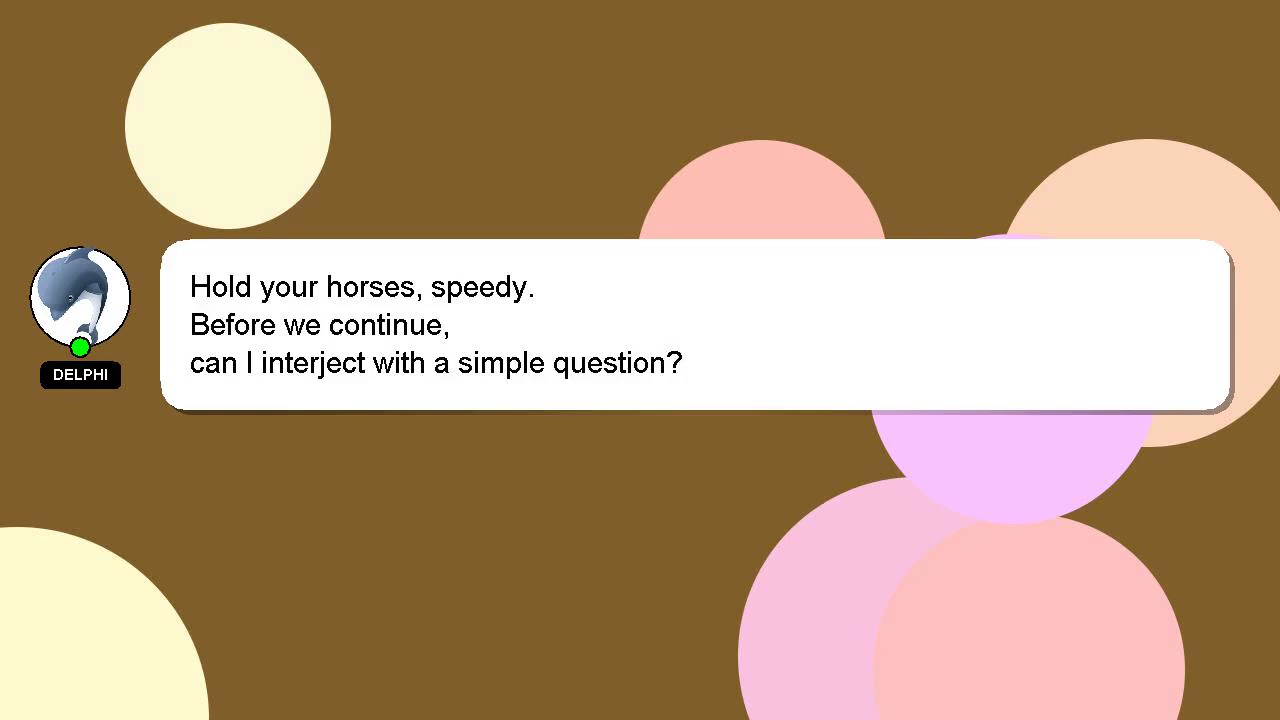 Hold your horses, speedy.
Before we continue,
can I interject with a simple question?
DELPHI